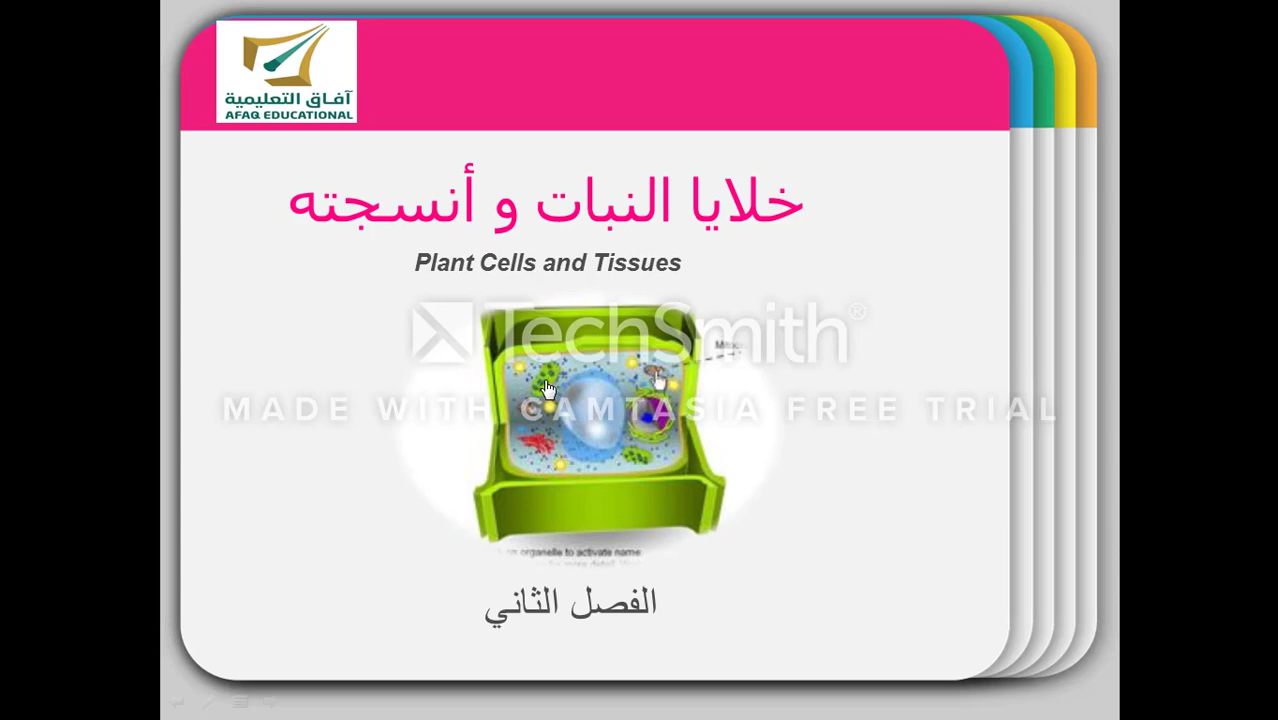 آفاق التعليمية
AFAQ EDUCATIONAL
خلايا النبات و أنسجته
Plant Cells and Tissues
TechSmith®
MADE WITH CAMTASIA FREE TRIAL
organelle to activate name
الفصل الثاني